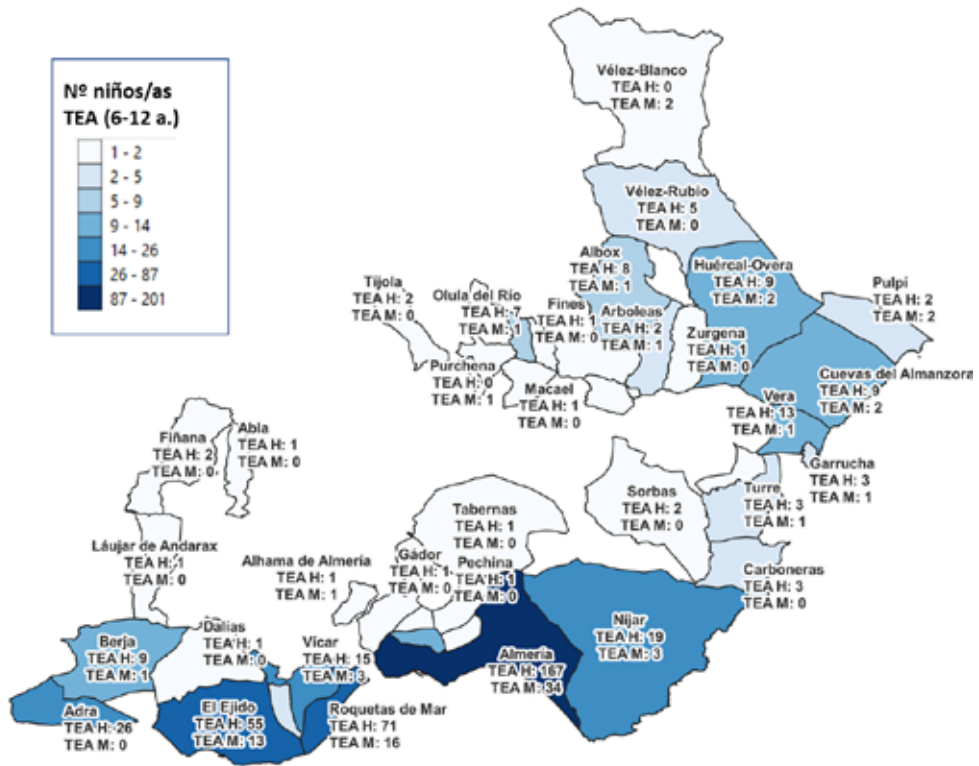 Nº niños/as
TEA (6-12 a.)
1 - 2
2 - 5
5 - 9
9 - 14
14 - 26
26 - 87
87 - 201
Vélez-Blanco
TEA H: 0
TEA M: 2
Vélez-Rubio
TEA H: 5
TEA M: 0
Albox
TEA H: 8
TEA M: 1
Huércal-Overa
TEA H: 9
TEA M: 2
Pulpí
TEA H: 2
TEA M: 2
Tíjola
TEA H: 2
TEA M: 0
Olula del Río
TEA H: 7
TEA M: 1
Fines
TEA H: 1
TEA M: 0
Arboleas
TEA H: 2
TEA M: 1
Zurgena
TEA H: 1
TEA M: 0
Purchena
TEA H: 0
TEA M: 1
Macael
TEA H: 1
TEA M: 0
Cuevas del Almanzora
TEA H: 9
TEA M: 2
Vera
TEA H: 13
TEA M: 1
Garrucha
TEA H: 3
TEA M: 1
Fiñana
TEA H: 2
TEA M: 0
Abla
TEA H: 1
TEA M: 0
Sorbas
TEA H: 2
TEA M: 0
Turre
TEA H: 3
TEA M: 1
Tabernas
TEA H: 1
TEA M: 0
Láujar de Andarax
TEA H: 1
TEA M: 0
Alhama de Almería
TEA H: 1
TEA M: 1
Gádor
TEA H: 1
TEA M: 0
Pechina
TEA H: 1
TEA M: 0
Carboneras
TEA H: 3
TEA M: 0
Berja
TEA H: 9
TEA M: 1
Dalías
TEA H: 1
TEA M: 0
Vícar
TEA H: 15
TEA M: 3
Almería
TEA H: 167
TEA M: 34
Níjar
TEA H: 19
TEA M: 3
Adra
TEA H: 26
TEA M: 0
El Ejido
TEA H: 55
TEA M: 13
Roquetas de Mar
TEA H: 71
TEA M: 16